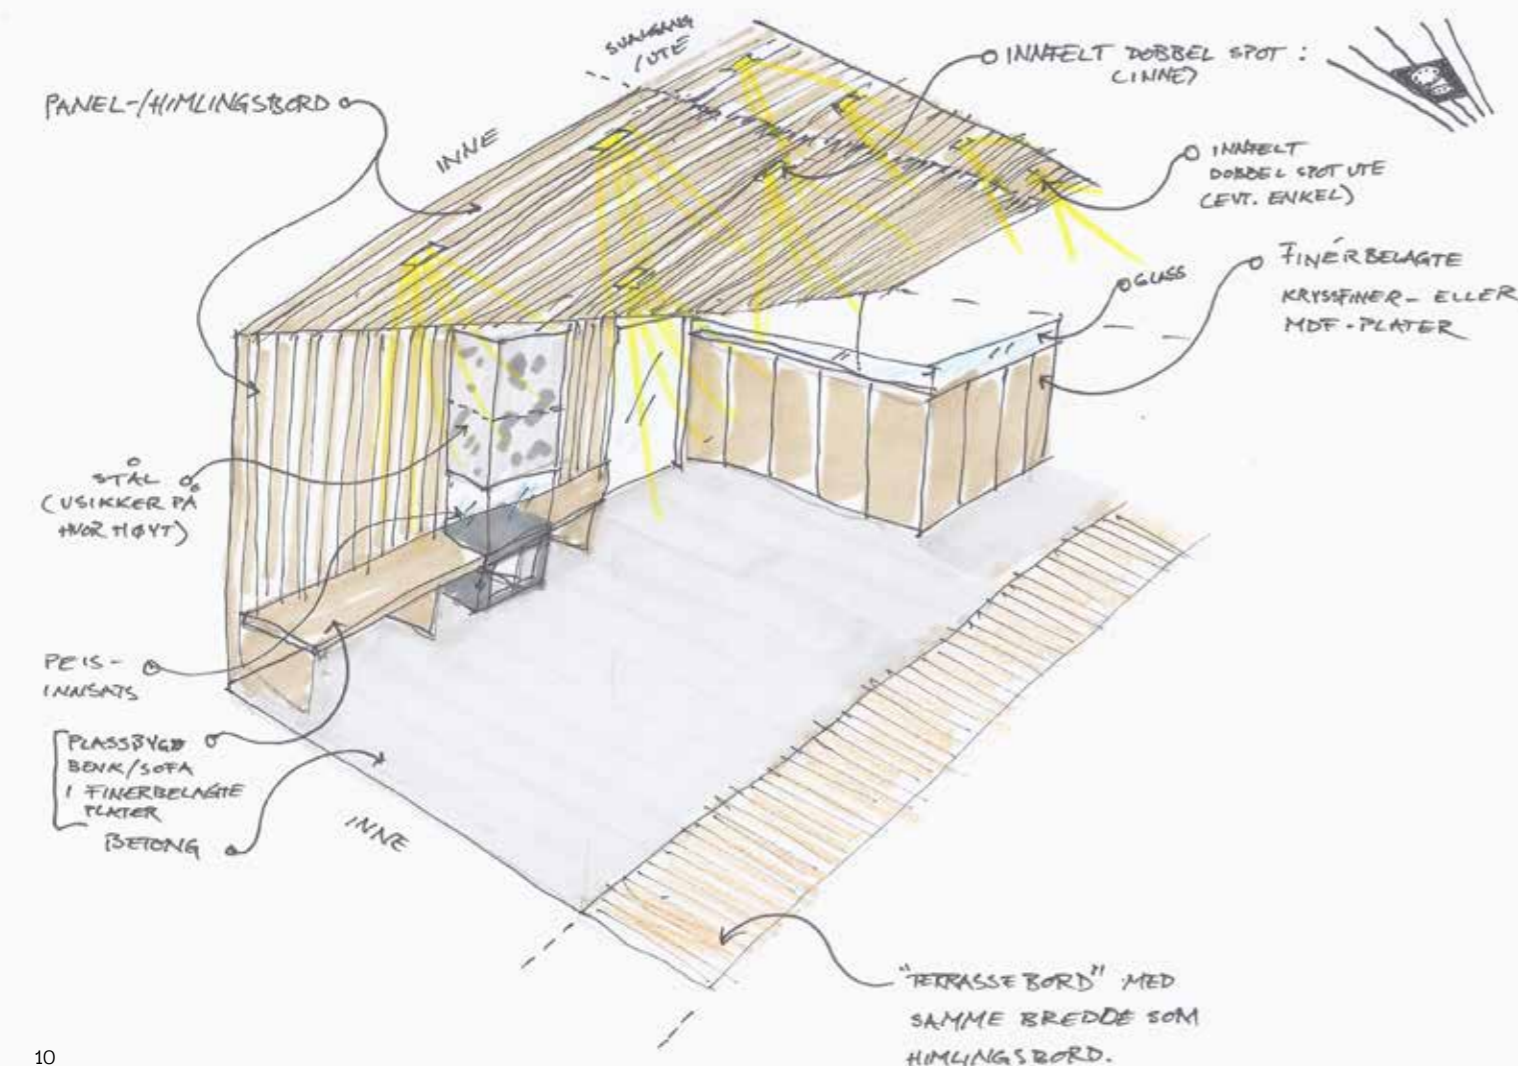 SVALGANG
/UTE
INNFELT DOBBEL SPOT :
(INNE)
PANEL-/HIMLINGSBORD
INNE
INNFELT
DOBBEL SPOT UTE
(EVT. ENKEL)
GLASS
FINÉRBELAGTE
KRYSSFINER- ELLER
MDF-PLATER
STÅL
(USIKKER PÅ
HVOR HØYT)
PEIS-
INNSATS
PLASSBYGD
BENK/SOFA
I FINERBELAGTE
PLATER
BETONG
INNE
"TERRASSEBORD" MED
SAMME BREDDE SOM
HIMLINGSBORD.
10